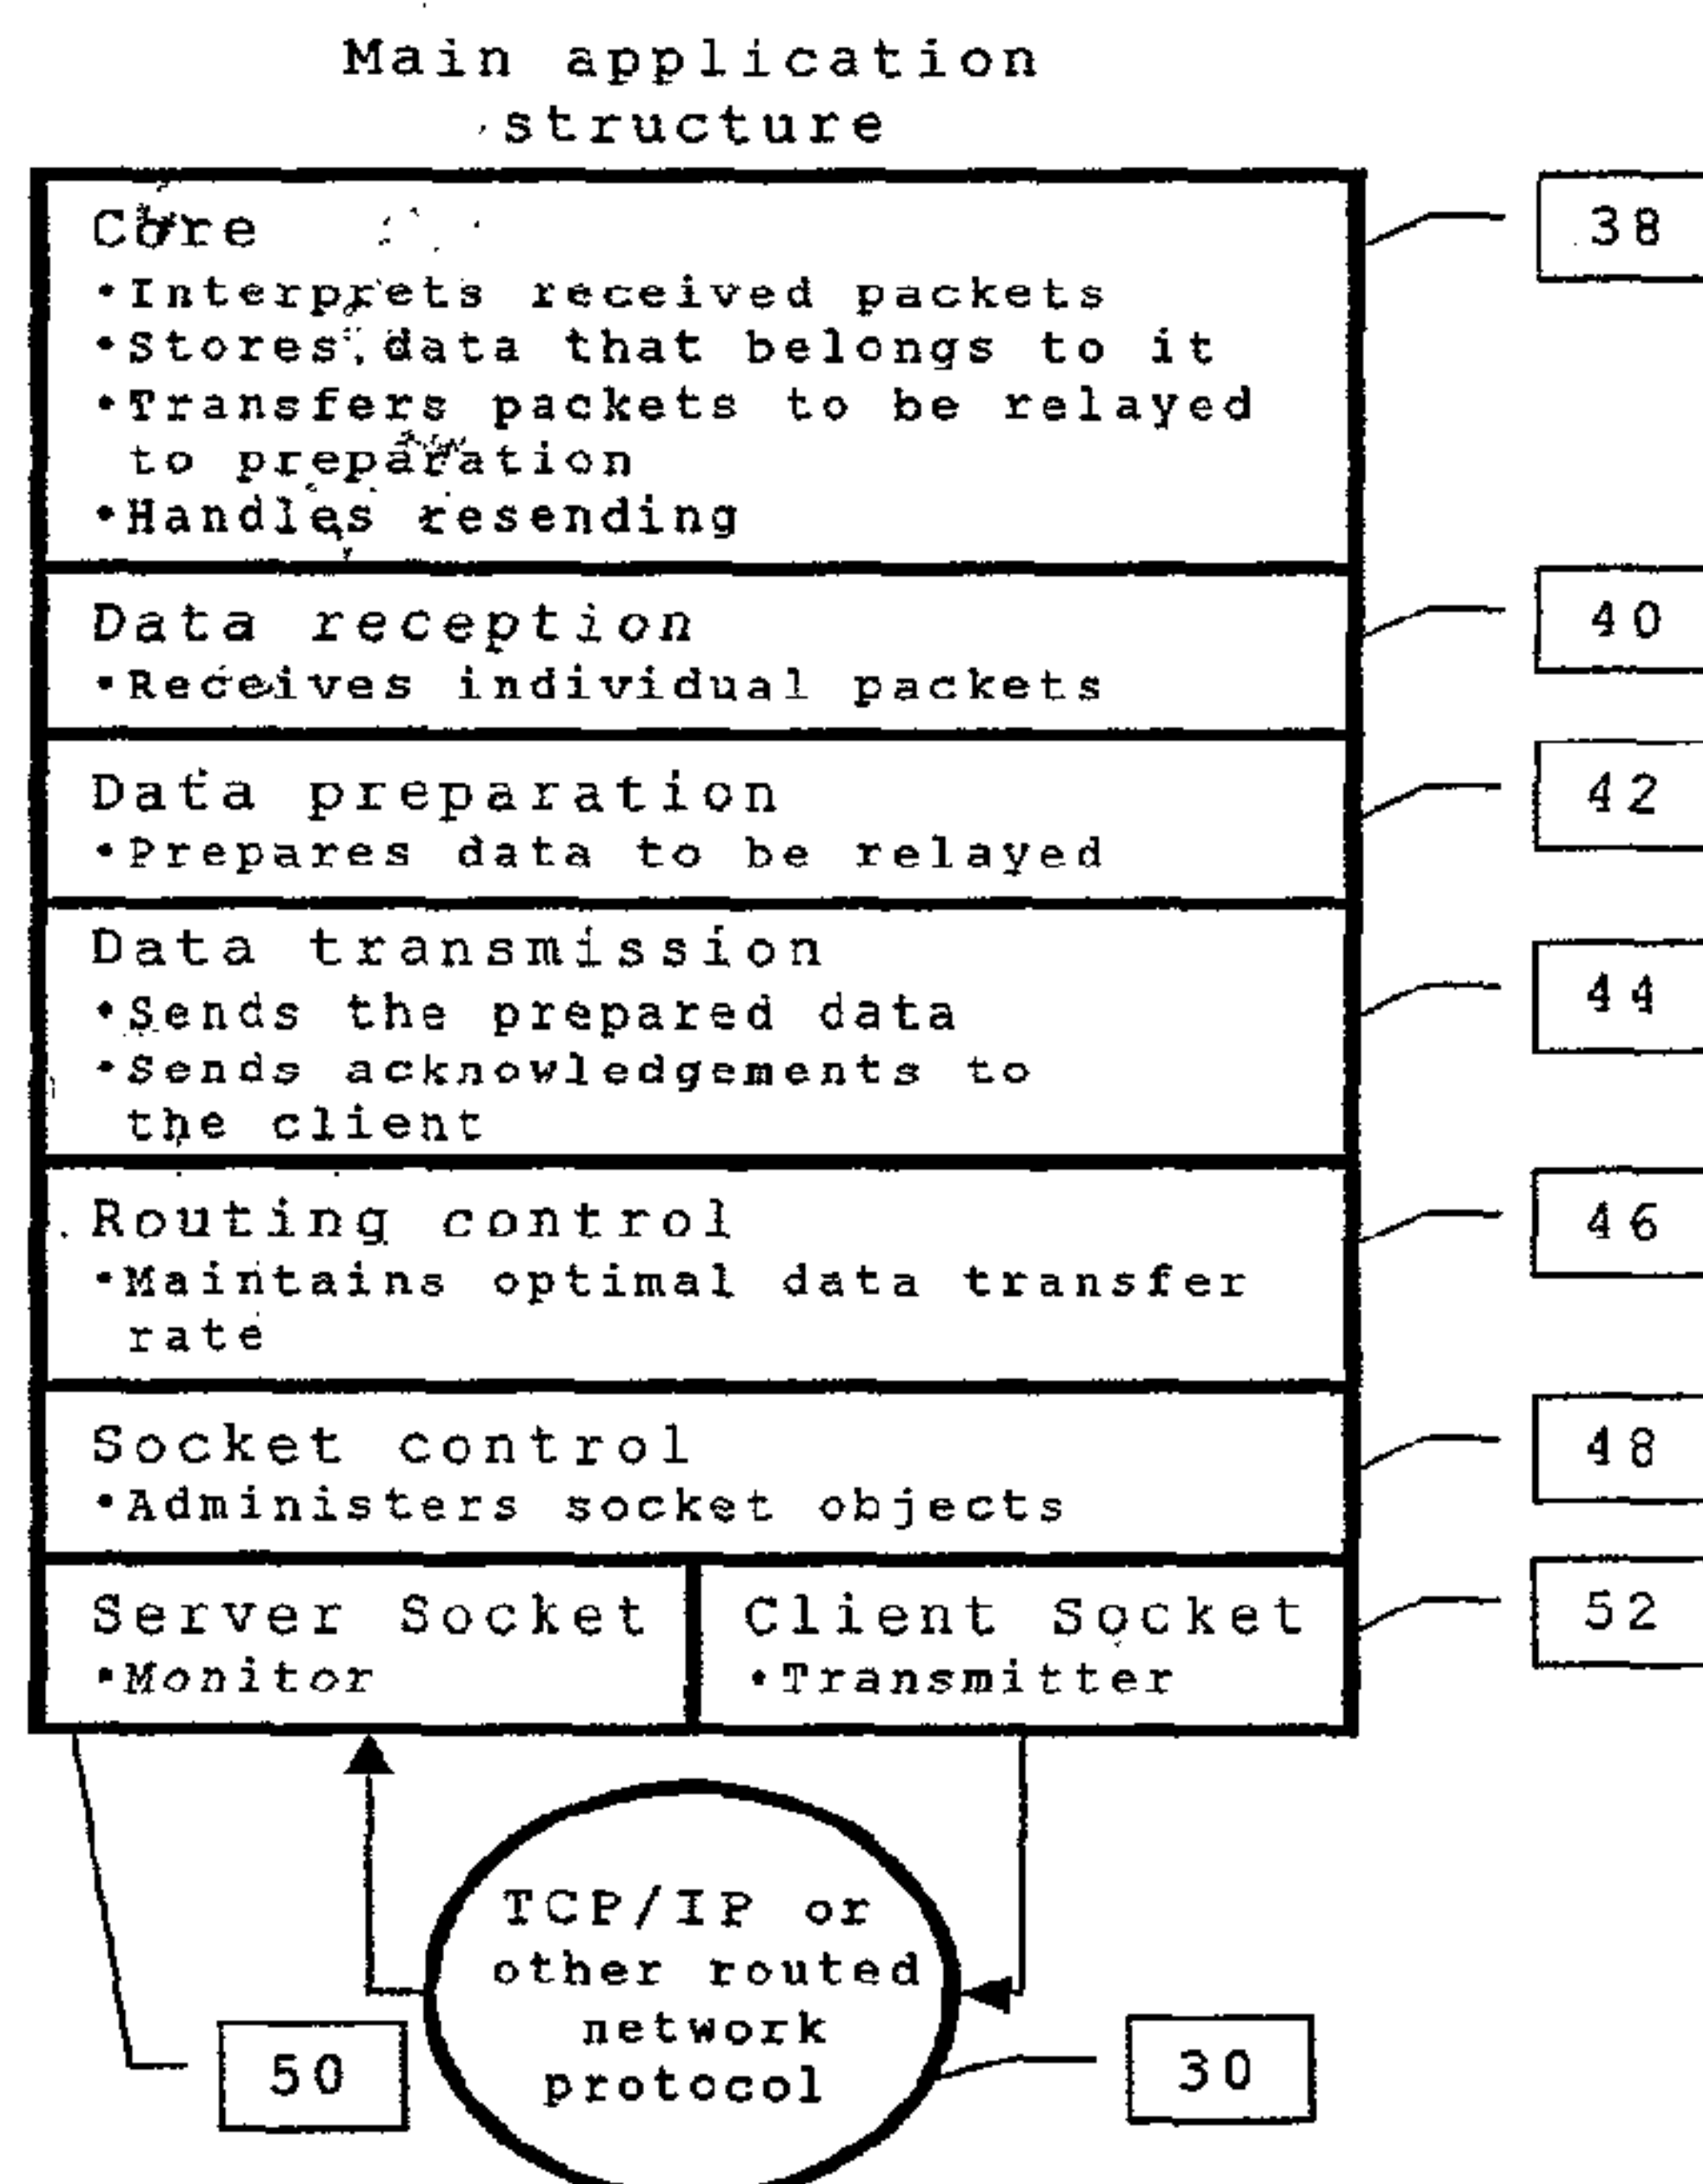 Main application
structure
Core
•Interprets received packets
•Stores data that belongs to it
•Transfers packets to be relayed
to preparation
•Handles resending
38
Data reception
•Receives individual packets
40
Data preparation
•Prepares data to be relayed
42
Data transmission
•Sends the prepared data
•Sends acknowledgements to
the client
44
Routing control
•Maintains optimal data transfer
rate
46
Socket control
•Administers socket objects
48
Server Socket
•Monitor
Client Socket
•Transmitter
52
TCP/IP or
other routed
network
protocol
50
30